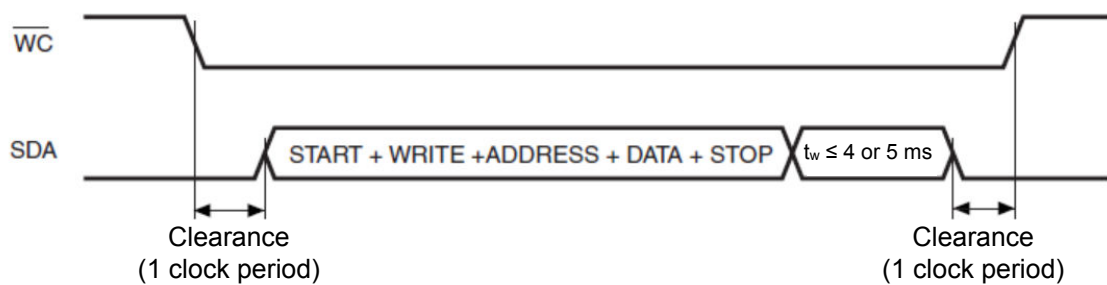 W̅C̅
SDA
START + WRITE +ADDRESS + DATA + STOP
tw ≤ 4 or 5 ms
Clearance
(1 clock period)
Clearance
(1 clock period)